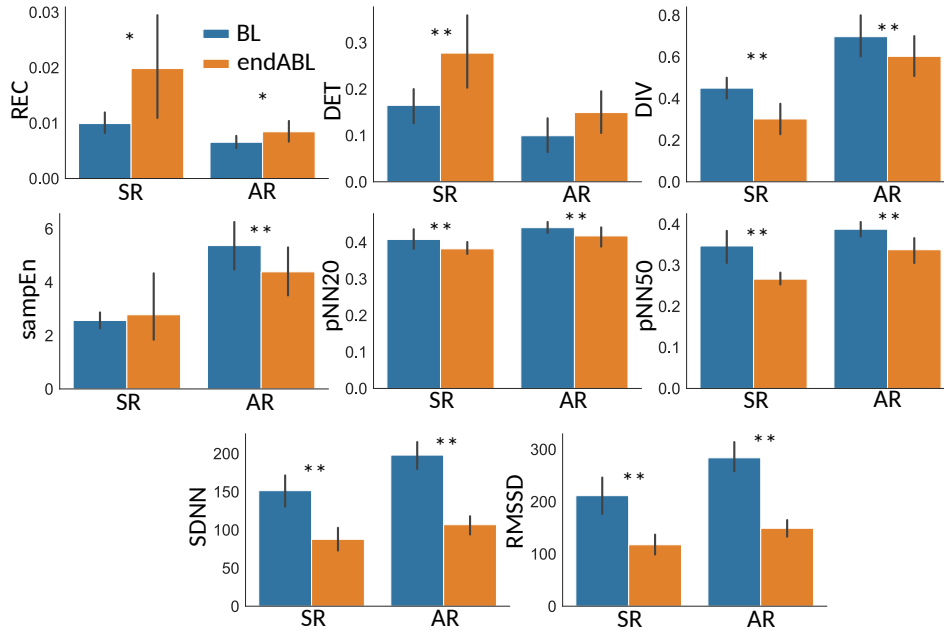 0.03
0.02
0.01
0.00
REC
*
*
BL
endABL
SR
AR
0.3
0.2
0.1
0.0
DET
**
SR
AR
0.8
0.6
0.4
0.2
0.0
DIV
**
**
SR
AR
6
4
2
0
sampEn
**
SR
AR
0.4
0.3
0.2
0.1
0.0
pNN20
**
**
SR
AR
0.4
0.3
0.2
0.1
0.0
pNN50
**
**
SR
AR
200
150
100
50
0
SDNN
**
**
SR
AR
300
200
100
0
RMSSD
**
**
SR
AR